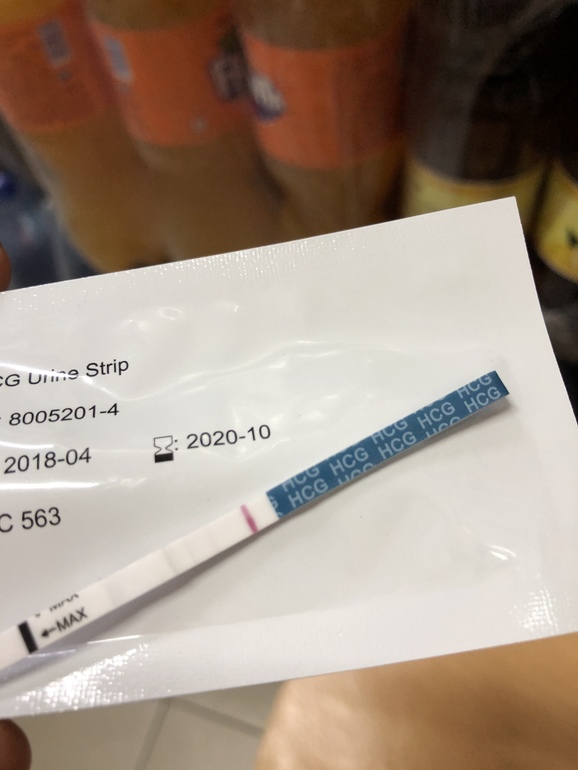 CG Urine Strip
8005201-4
2018-04
: 2020-10
C 563
HCG HCG HCG HCG
HCG HCG HCG HCG HCG
MAX
←MAX